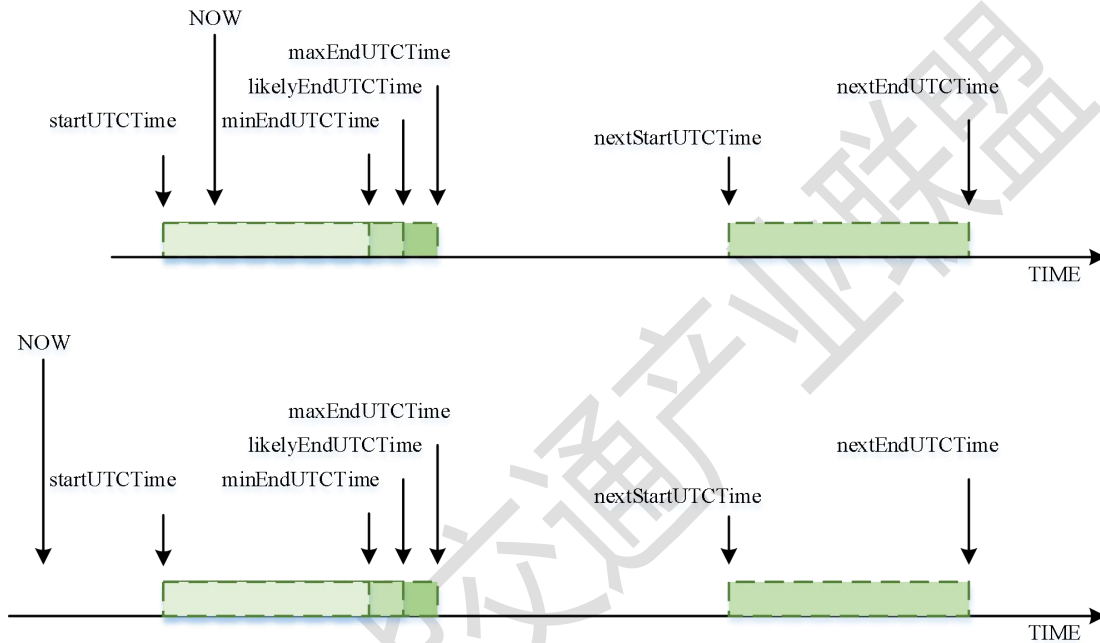 NOW
maxEndUTCTime
likelyEndUTCTime
nextEndUTCTime
startUTCTime
minEndUTCTime
nextStartUTCTime
TIME
NOW
maxEndUTCTime
likelyEndUTCTime
nextEndUTCTime
startUTCTime
minEndUTCTime
nextStartUTCTime
TIME
交通产业联盟